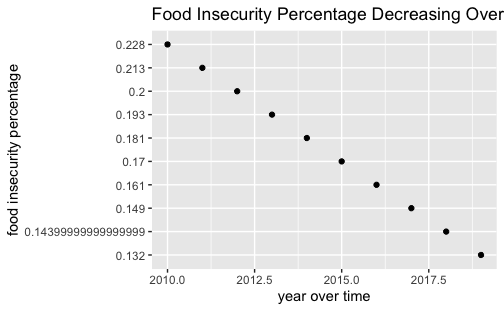 Food Insecurity Percentage Decreasing Over
food insecurity percentage
0.228
0.213
0.2
0.193
0.181
0.17
0.161
0.149
0.14399999999999999
0.132
2010.0 2012.5 2015.0 2017.5
year over time